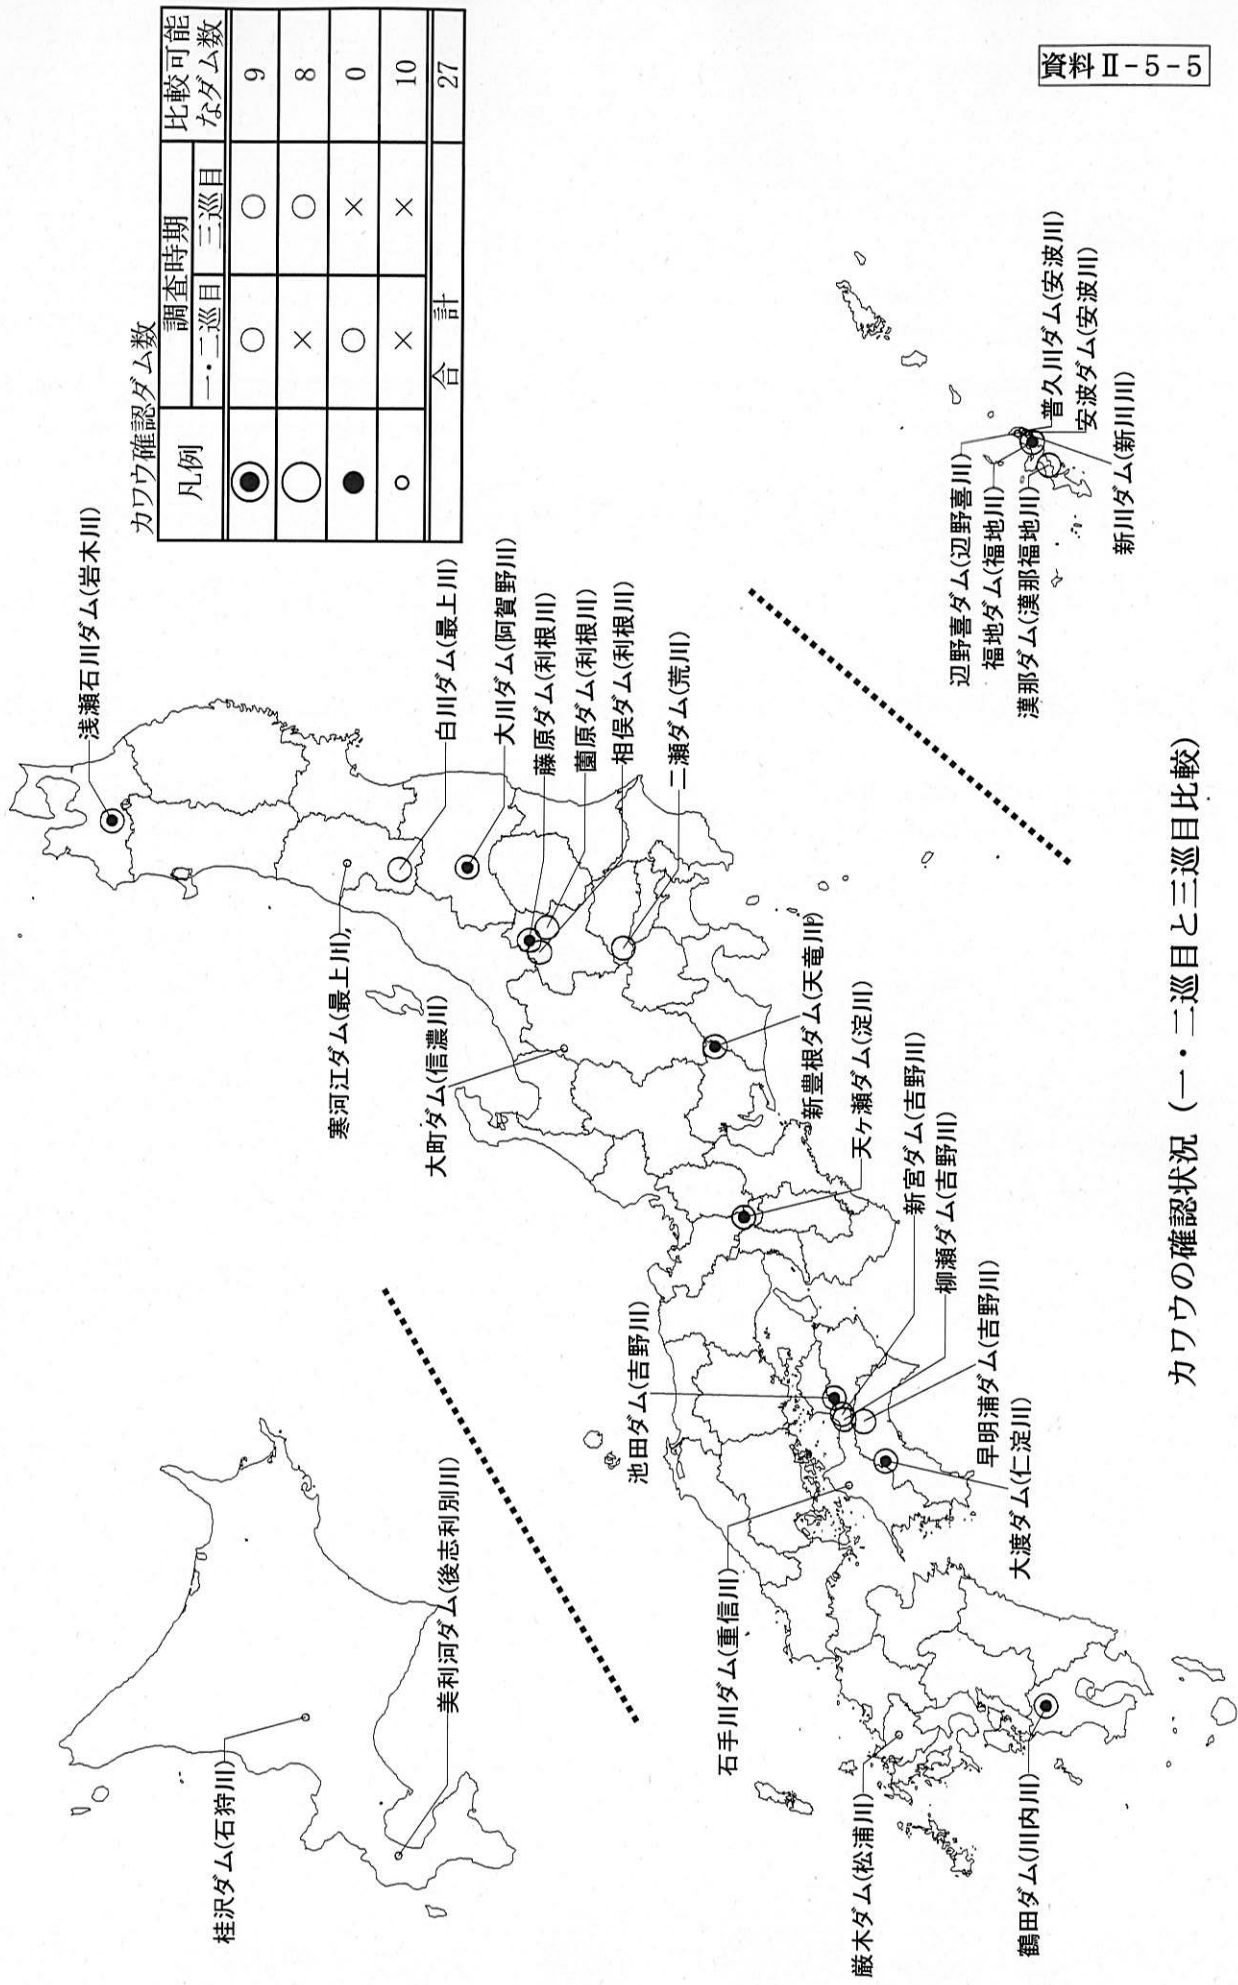 資料Ⅱ-5-5
カワウ確認ダム数
凡例 調査時期 比較可能なダム数
一・二巡目 三巡目
◉ ○ ○ 9
○ × ○ 8
● ○ × 0
○ × × 10
合計 27
桂沢ダム(石狩川)
美利河ダム(後志利別川)
浅瀬石川ダム(岩木川)
寒河江ダム(最上川)
白川ダム(最上川)
大川ダム(阿賀野川)
藤原ダム(利根川)
薗原ダム(利根川)
相俣ダム(利根川)
二瀬ダム(荒川)
大町ダム(信濃川)
新豊根ダム(天竜川)
天ヶ瀬ダム(淀川)
新宮ダム(吉野川)
柳瀬ダム(吉野川)
池田ダム(吉野川)
早明浦ダム(吉野川)
大渡ダム(仁淀川)
石手川ダム(重信川)
厳木ダム(松浦川)
鶴田ダム(川内川)
辺野喜ダム(辺野喜川)
福地ダム(福地川)
漢那ダム(漢那福地川)
普久川ダム(安波川)
安波ダム(安波川)
新川ダム(新川川)
カワウの確認状況(一・二巡目と三巡目比較)